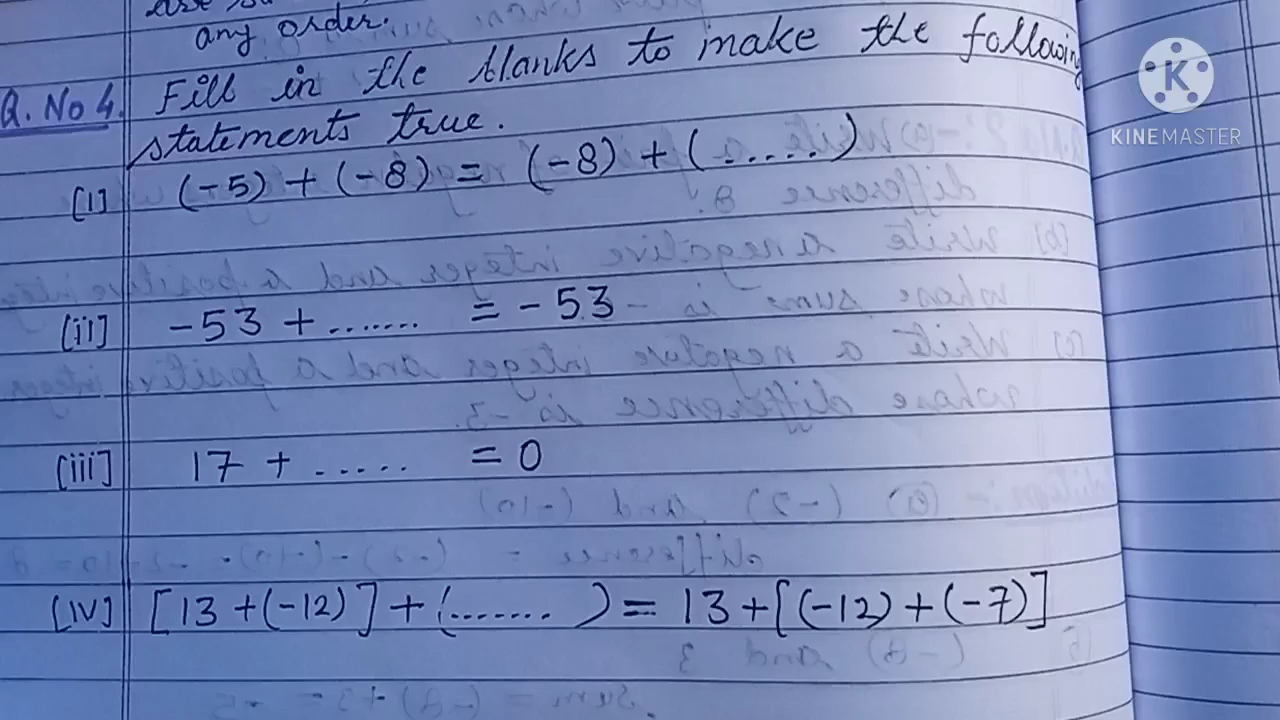 any order.
Q. No 4. Fill in the blanks to make the following
statements true.
[i] (-5) + (-8) = (-8) + (.....)
[ii] -53 + ....... = -53
[iii] 17 + ..... = 0
[iv] [13 + (-12)] + (.......) = 13 + [(-12) + (-7)]
KINEMASTER